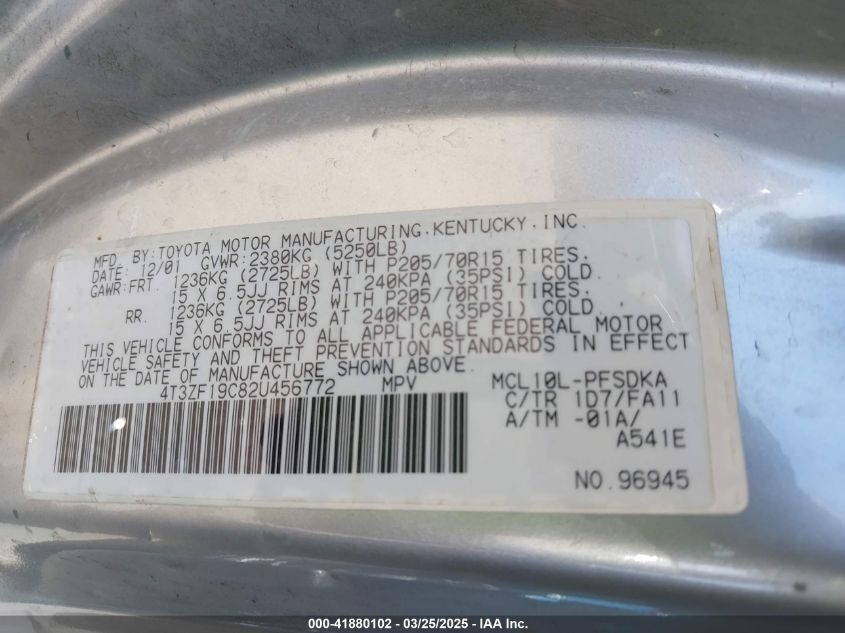 MFD. BY:TOYOTA MOTOR MANUFACTURING,KENTUCKY,INC.
DATE: 12/01 GVWR:2380KG (5250LB)
GAWR:FRT. 1236KG (2725LB) WITH P205/70R15 TIRES.
15 X 6.5JJ RIMS AT 240KPA (35PSI) COLD.
RR. 1236KG (2725LB) WITH P205/70R15 TIRES.
15 X 6.5JJ RIMS AT 240KPA (35PSI) COLD.
THIS VEHICLE CONFORMS TO ALL APPLICABLE FEDERAL MOTOR
VEHICLE SAFETY AND THEFT PREVENTION STANDARDS IN EFFECT
ON THE DATE OF MANUFACTURE SHOWN ABOVE.
4T3ZF19C82U456772 MPV MCL10L-PFSDKA
C/TR 1D7/FA11
A/TM -01A/
A541E
NO.96945
000-41880102 - 03/25/2025 - IAA Inc.